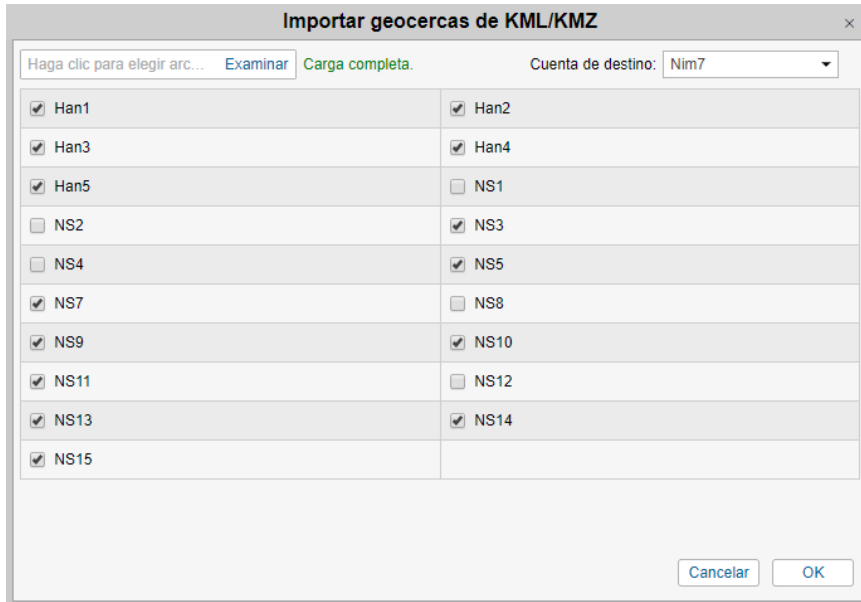 Importar geocercas de KML/KMZ
Haga clic para elegir arc... Examinar Carga completa. Cuenta de destino: Nim7
Han1 Han2
Han3 Han4
Han5 NS1
NS2 NS3
NS4 NS5
NS7 NS8
NS9 NS10
NS11 NS12
NS13 NS14
NS15
Cancelar OK